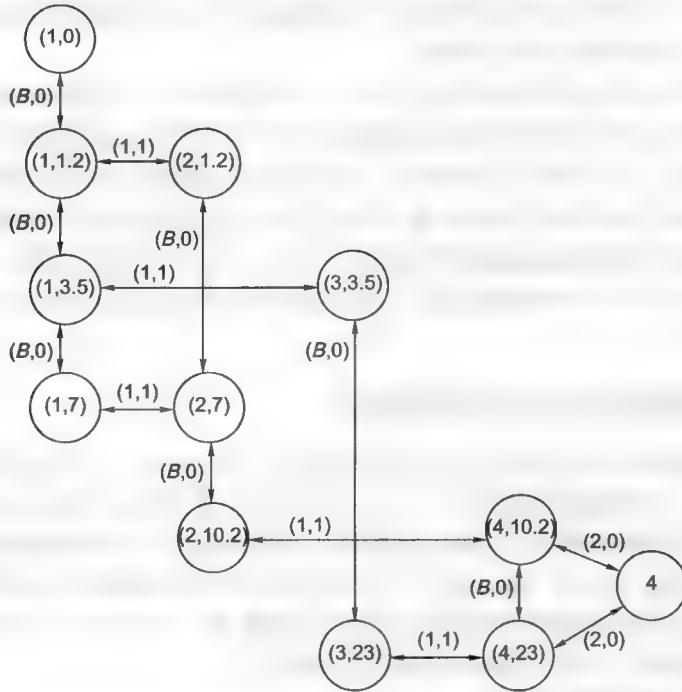 (1,0)
(B,0)
(1,1.2) (1,1) (2,1.2)
(B,0) (B,0)
(1,3.5) (1,1) (3,3.5)
(B,0) (B,0)
(1,7) (1,1) (2,7)
(B,0)
(2,10.2) (1,1) (4,10.2) (2,0)
(B,0) 4
(3,23) (1,1) (4,23) (2,0)